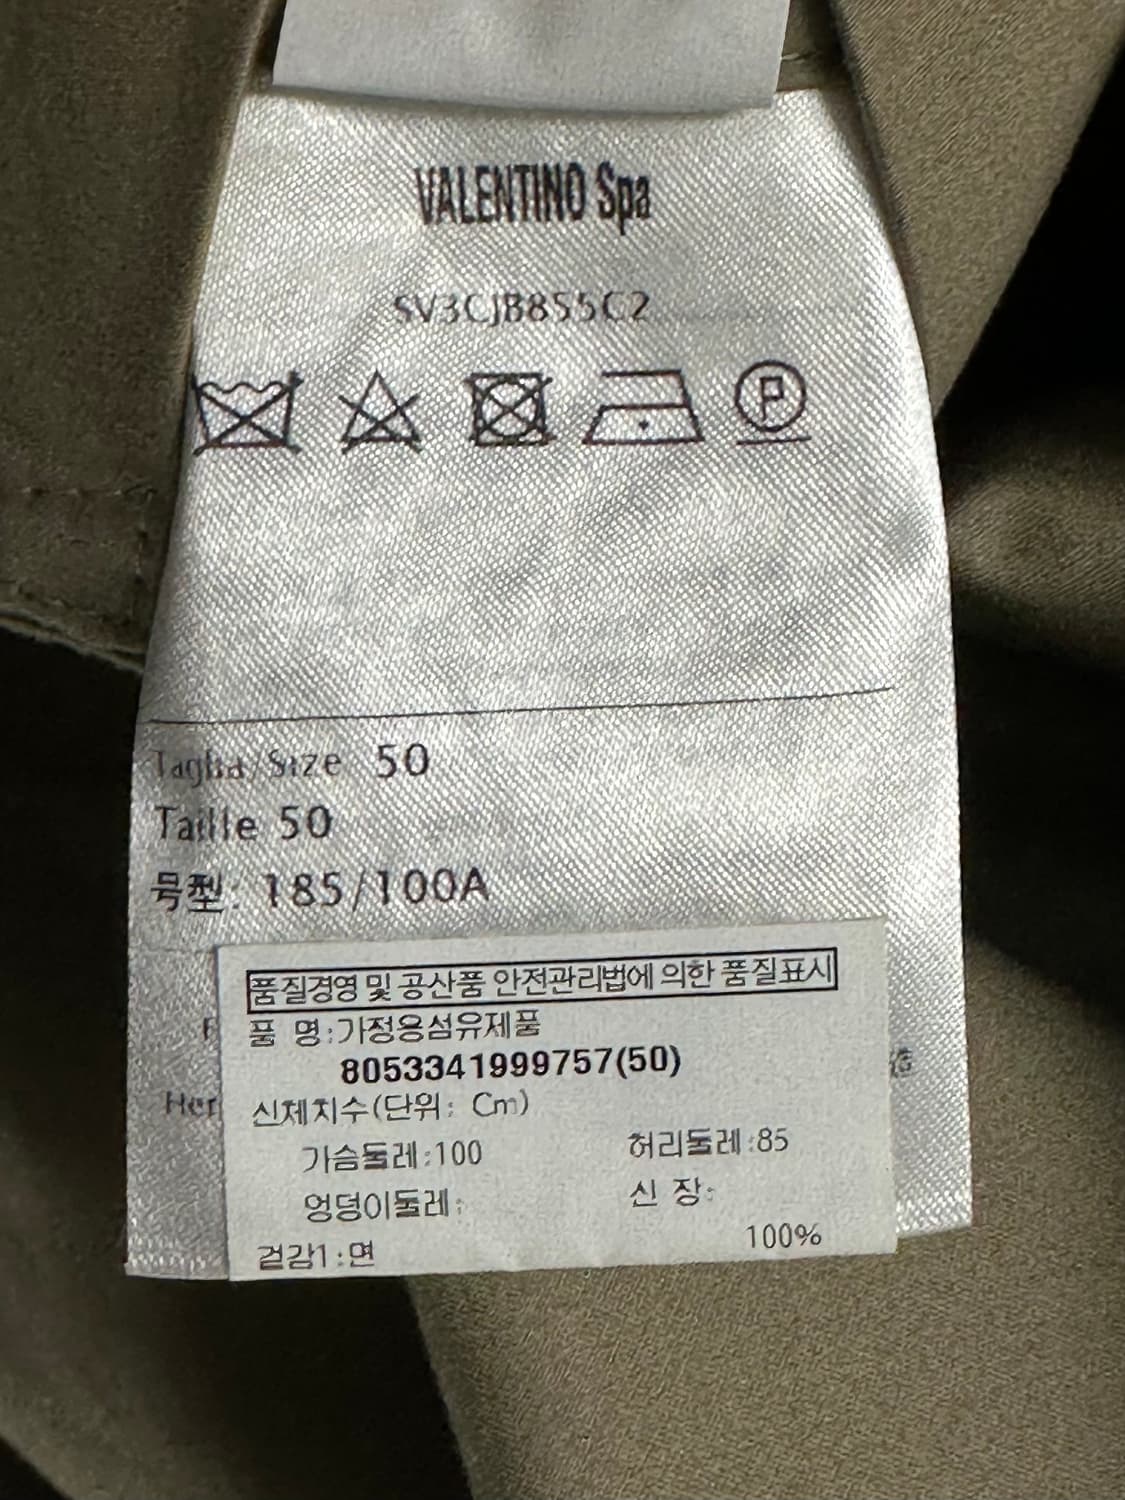 VALENTINO Spa
SV3CJB855C2
P
Taglia/Size 50
Taille 50
号型: 185/100A
품질경영 및 공산품 안전관리법에 의한 품질표시
품 명:가정용섬유제품
8053341999757(50)
신체치수(단위: Cm)
가슴둘레:100 허리둘레:85
엉덩이둘레: 신 장:
겉감1:면 100%
Her